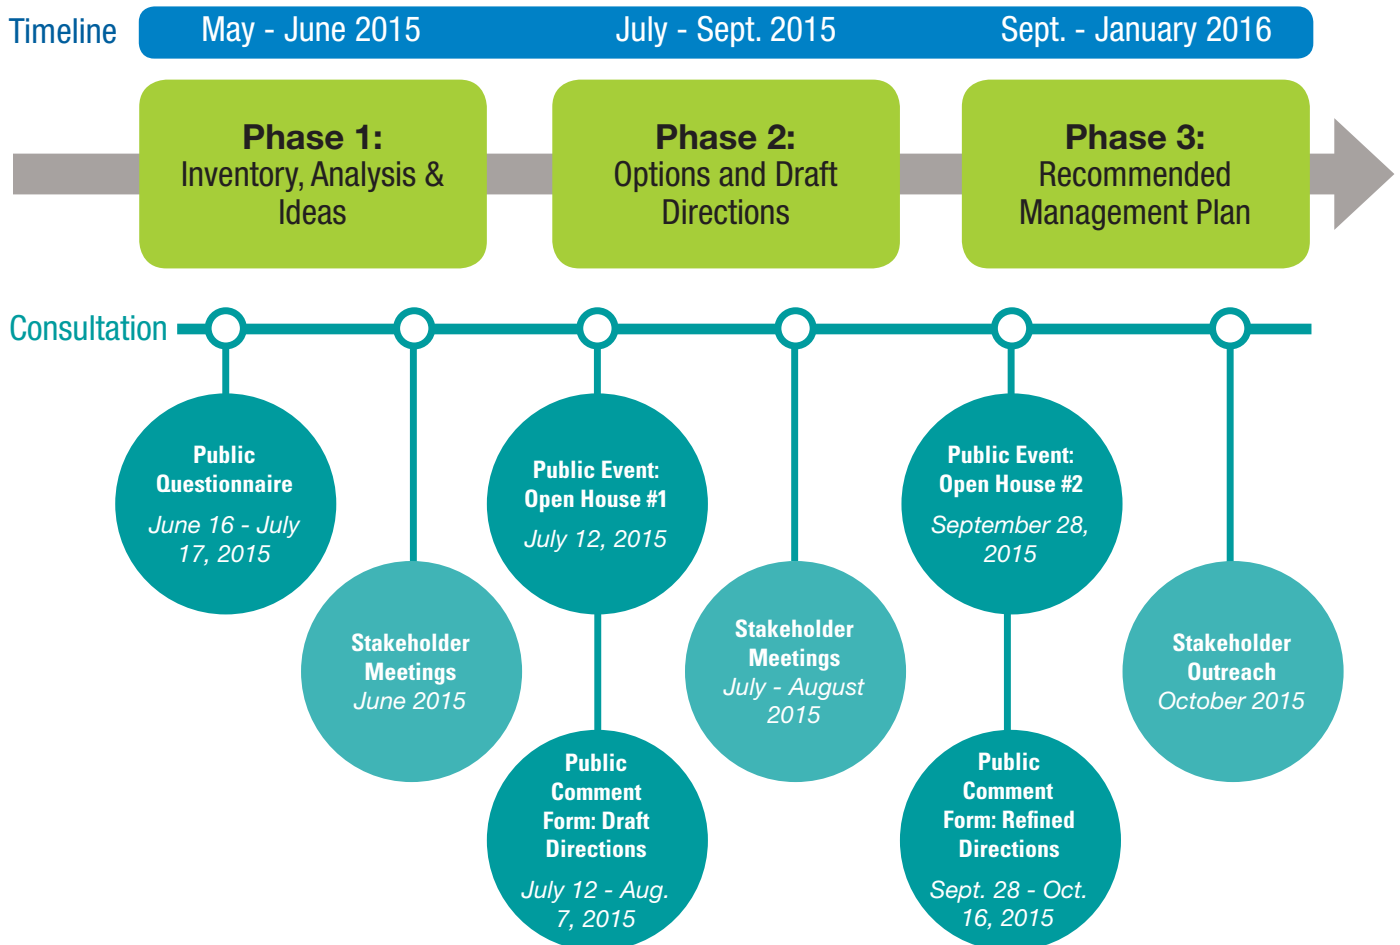 Timeline
May - June 2015
July - Sept. 2015
Sept. - January 2016
Phase 1:
Inventory, Analysis &
Ideas
Phase 2:
Options and Draft
Directions
Phase 3:
Recommended
Management Plan
Consultation
Public
Questionnaire
June 16 - July
17, 2015
Stakeholder
Meetings
June 2015
Public Event:
Open House #1
July 12, 2015
Public
Comment
Form: Draft
Directions
July 12 - Aug.
7, 2015
Stakeholder
Meetings
July - August
2015
Public Event:
Open House #2
September 28,
2015
Public
Comment
Form: Refined
Directions
Sept. 28 - Oct.
16, 2015
Stakeholder
Outreach
October 2015